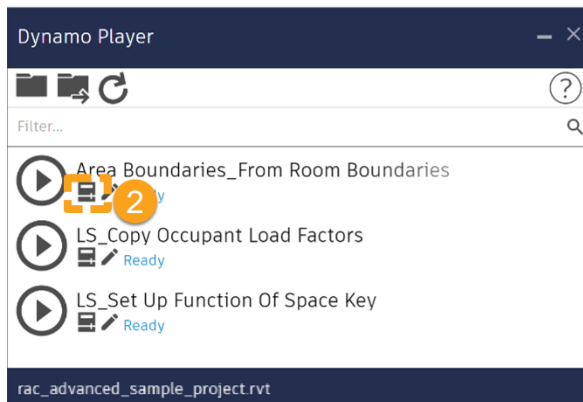 Dynamo Player
?
Filter...
Area Boundaries_From Room Boundaries
2
LS_Copy Occupant Load Factors
Ready
LS_Set Up Function Of Space Key
Ready
rac_advanced_sample_project.rvt